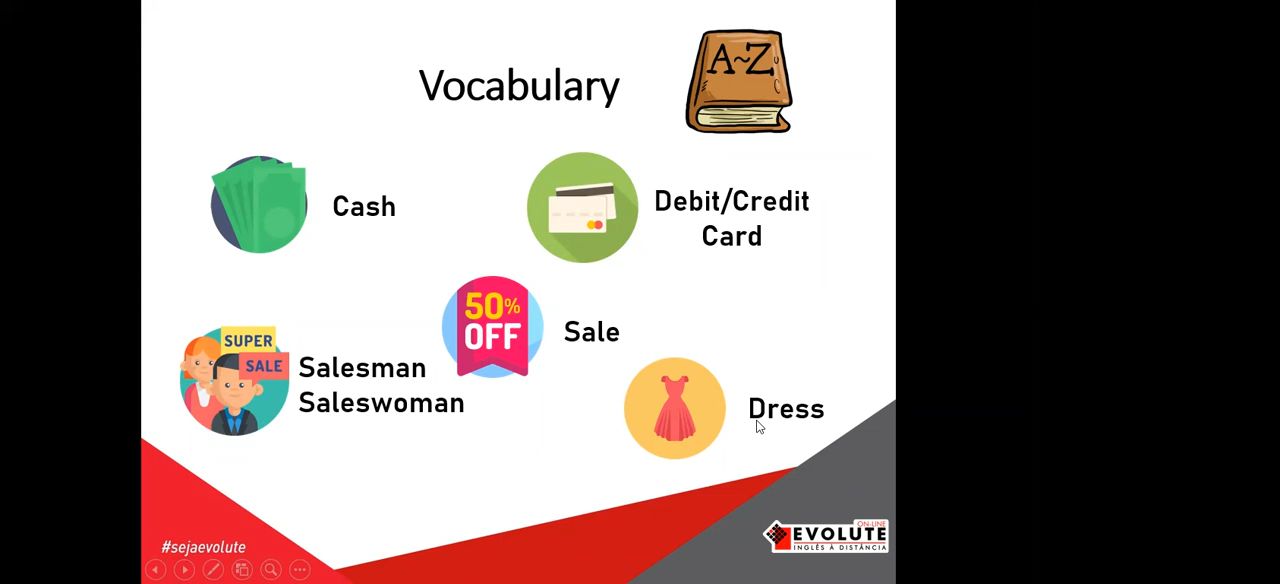 Vocabulary
A~Z
Cash
Debit/Credit
Card
50%
OFF
Sale
SUPER
SALE
Salesman
Saleswoman
Dress
#sejaevolute
ON-LINE
EVOLUTE
INGLÊS À DISTÂNCIA